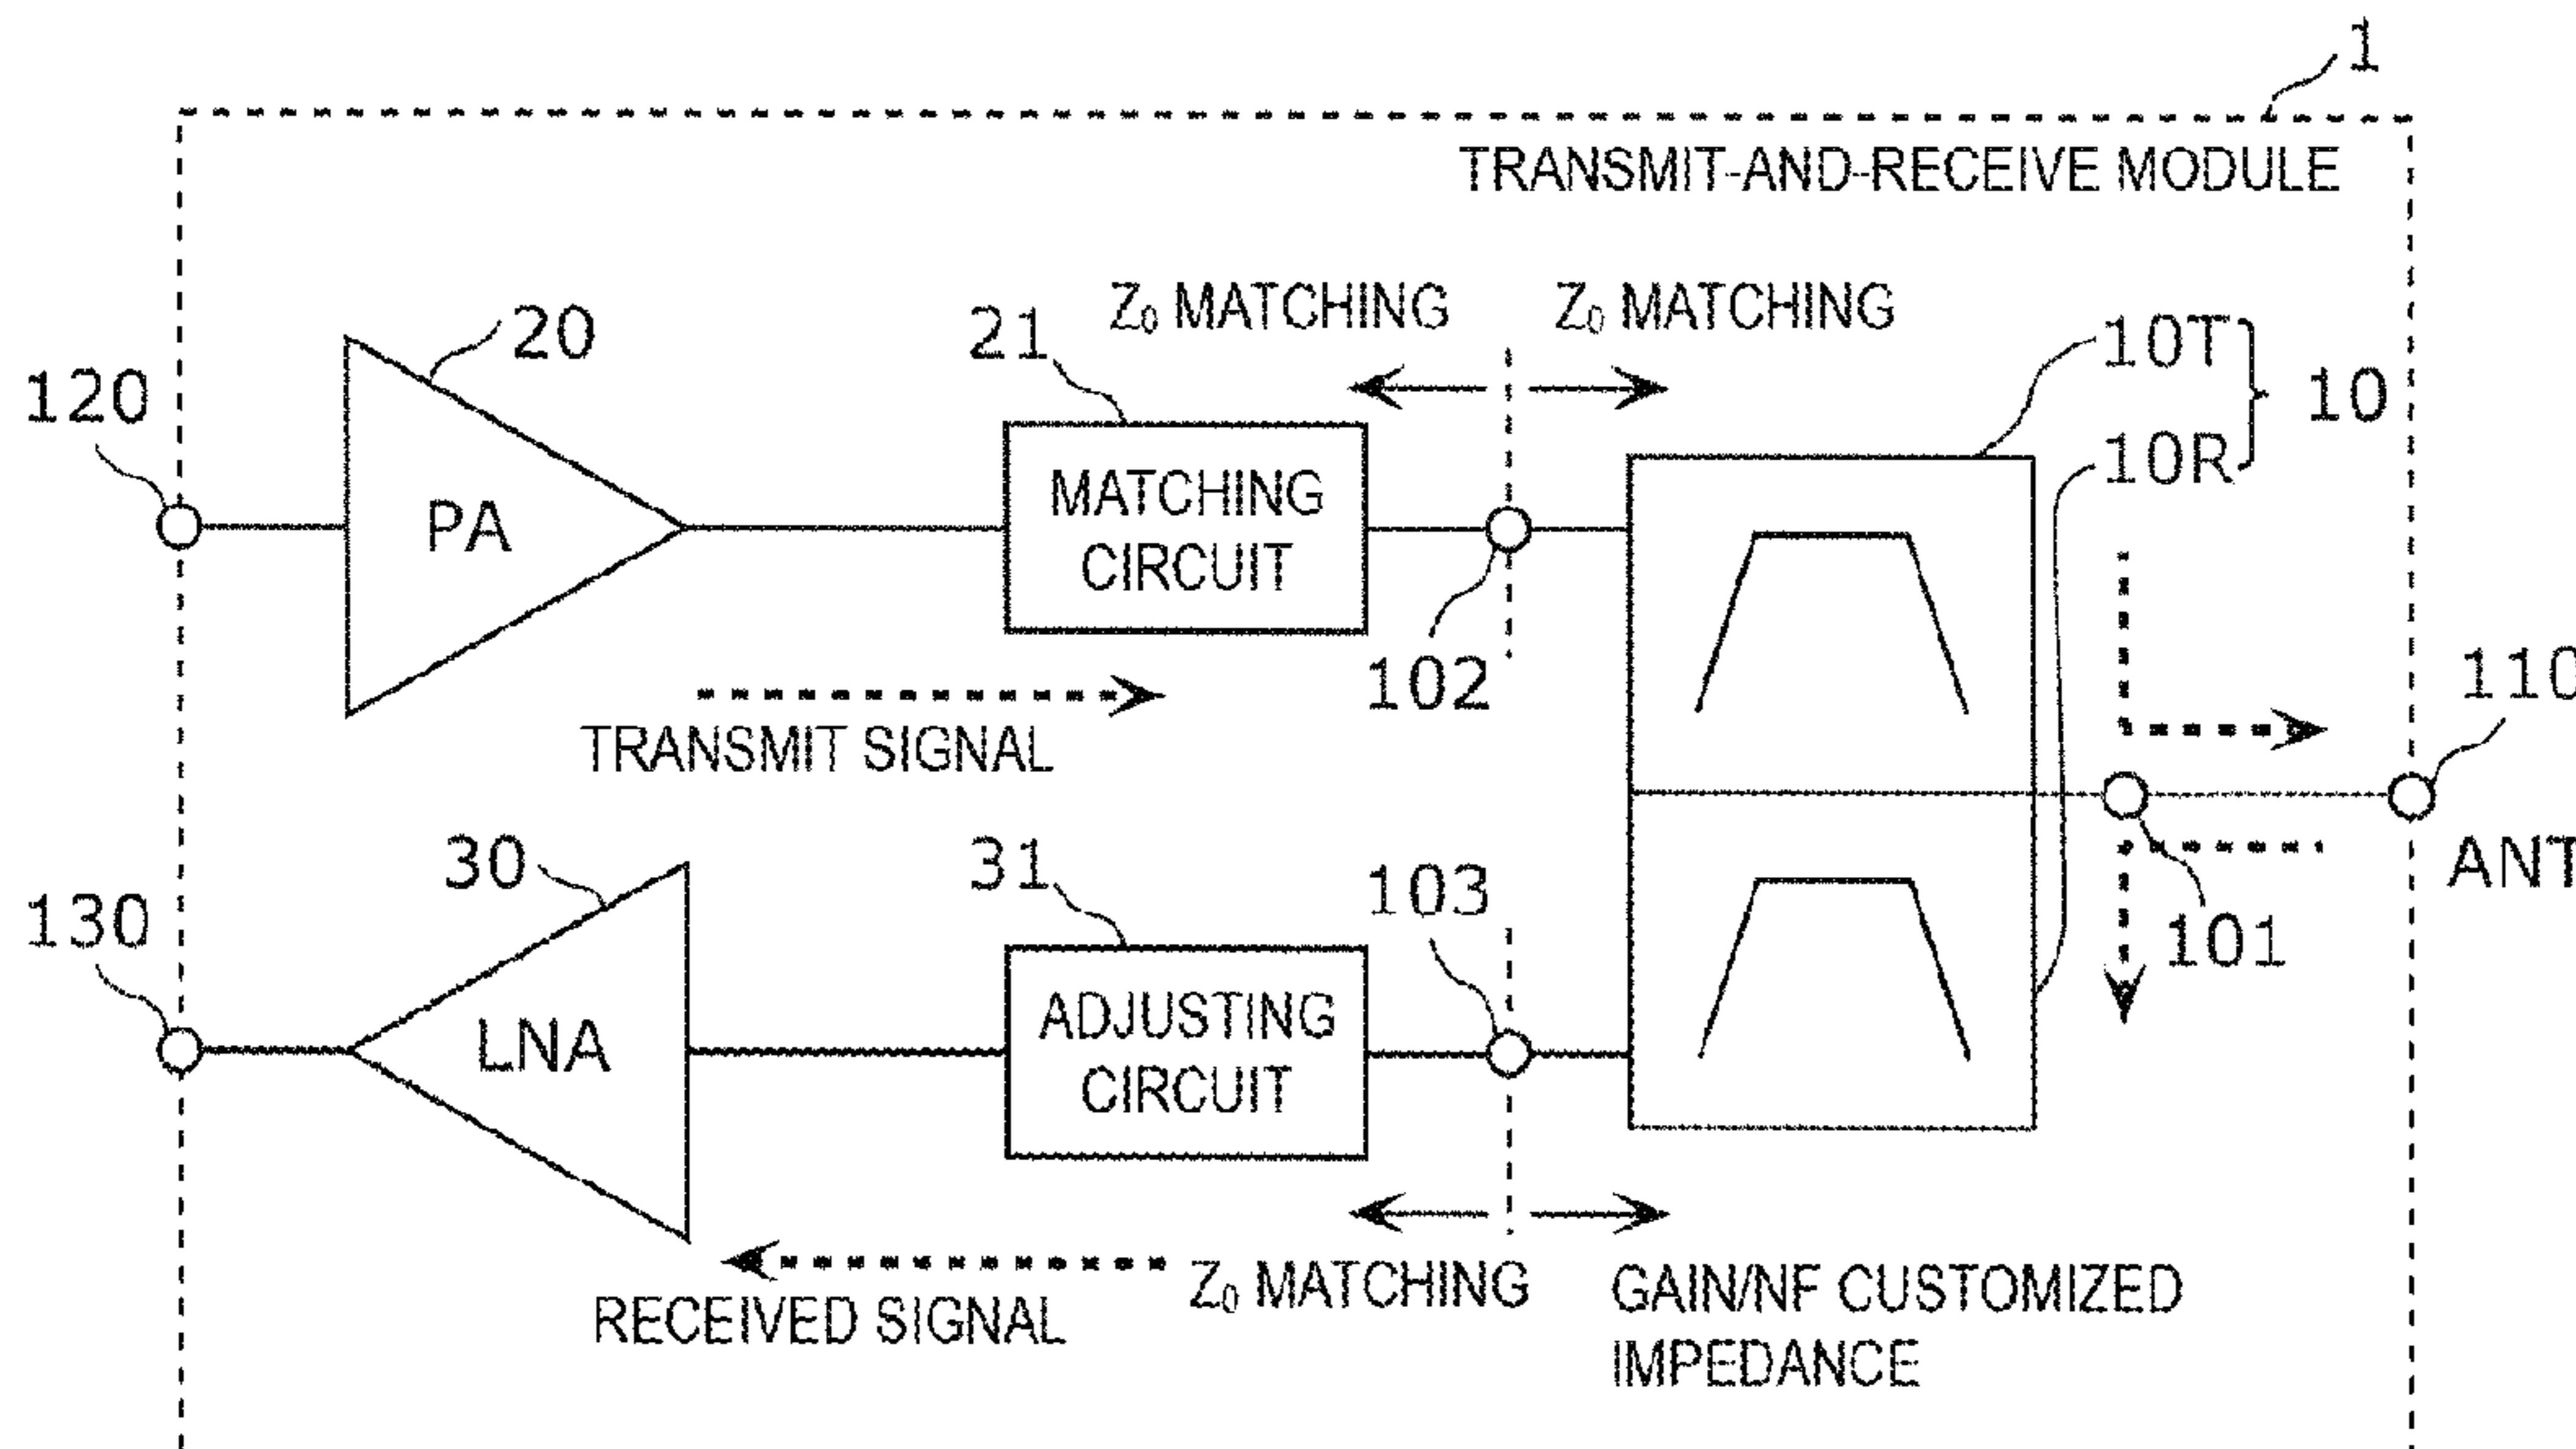 1
TRANSMIT-AND-RECEIVE MODULE
Z0 MATCHING
Z0 MATCHING
20
21
10T
10
120
10R
PA
MATCHING
CIRCUIT
102
110
TRANSMIT SIGNAL
30
31
103
ANT
130
101
LNA
ADJUSTING
CIRCUIT
Z0 MATCHING
GAIN/NF CUSTOMIZED
IMPEDANCE
RECEIVED SIGNAL